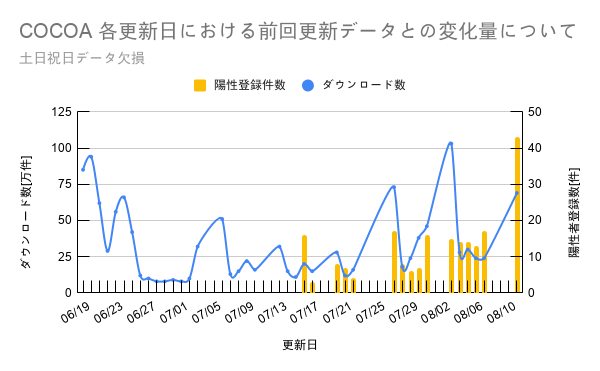 COCOA 各更新日における前回更新データとの変化量について
土日祝日データ欠損
陽性登録件数 ダウンロード数
ダウンロード数[万件]
125
100
75
50
25
0
陽性者登録数[件]
50
40
30
20
10
0
06/19 06/23 06/27 07/01 07/05 07/09 07/13 07/17 07/21 07/25 07/29 08/02 08/06 08/10
更新日